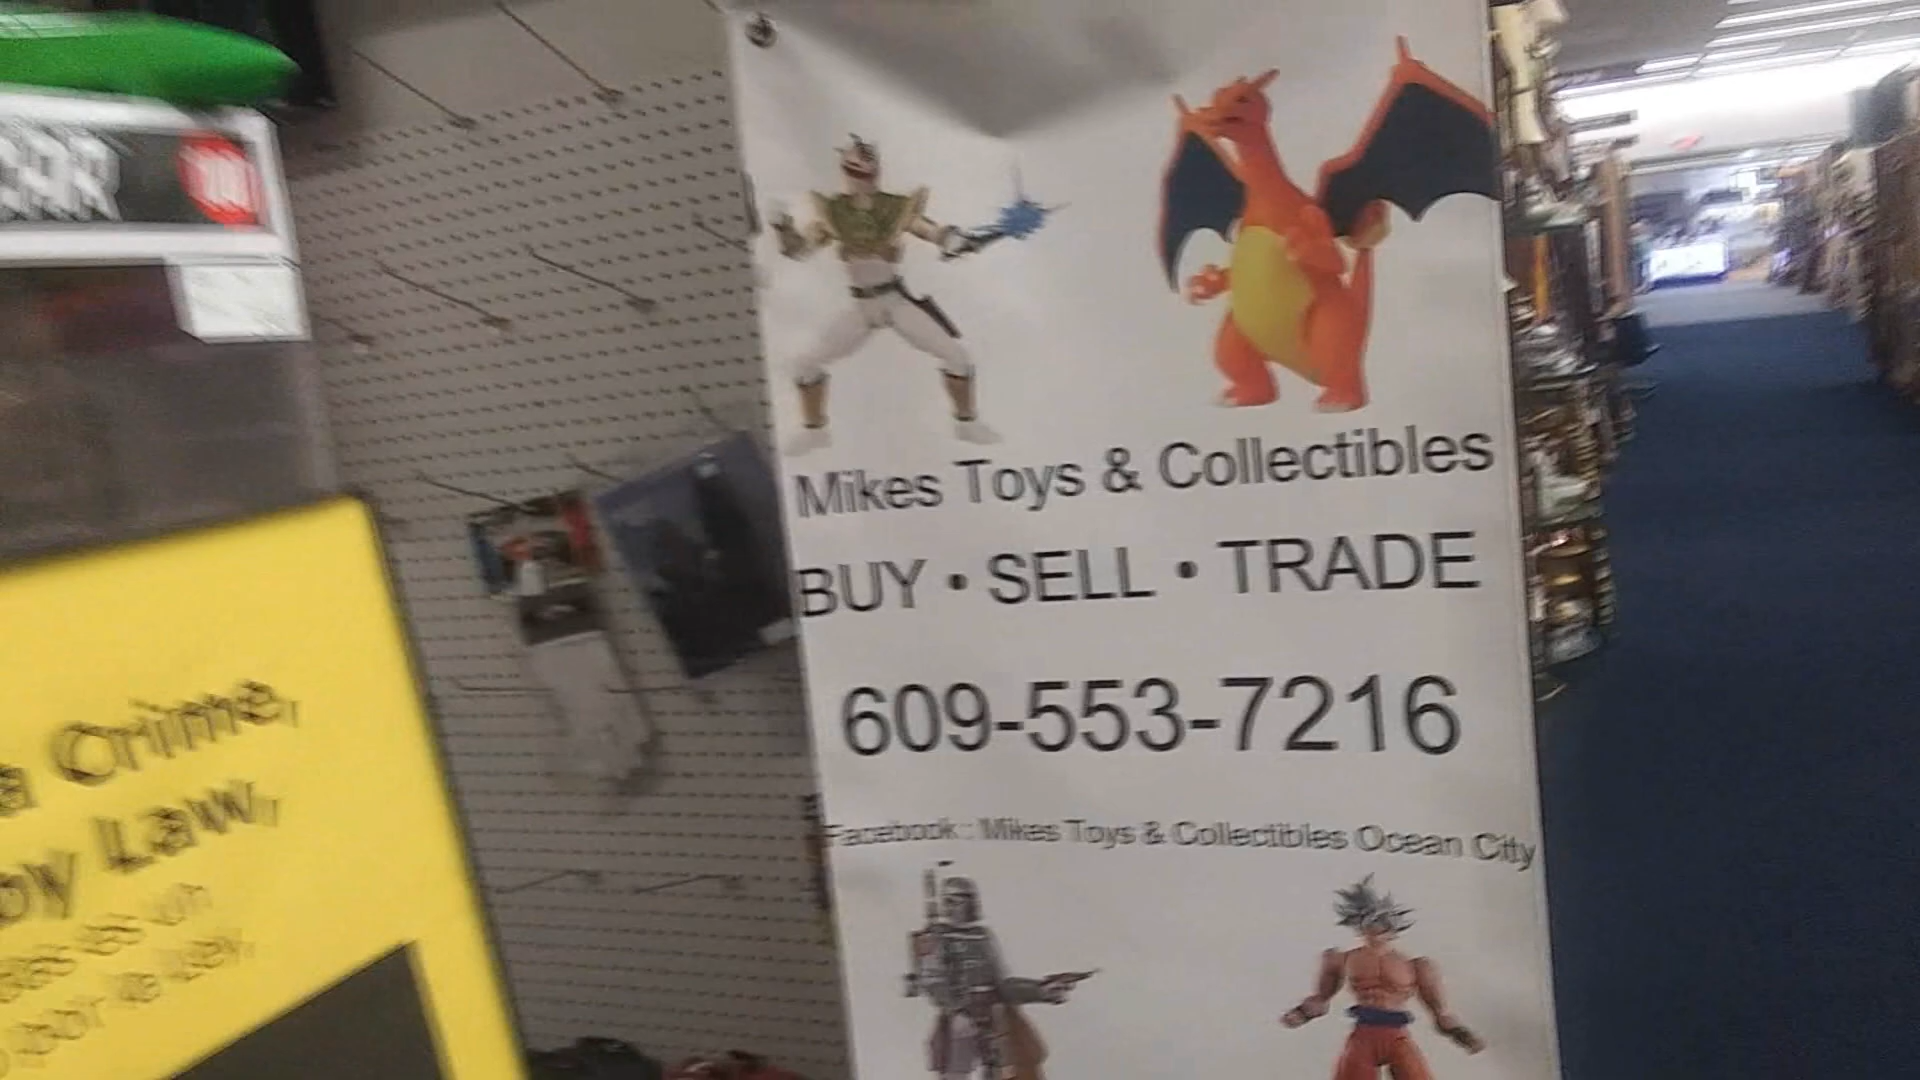 Mikes Toys & Collectibles
BUY • SELL • TRADE
609-553-7216
Facebook: Mikes Toys & Collectibles Ocean City
a Crime,
by Law,